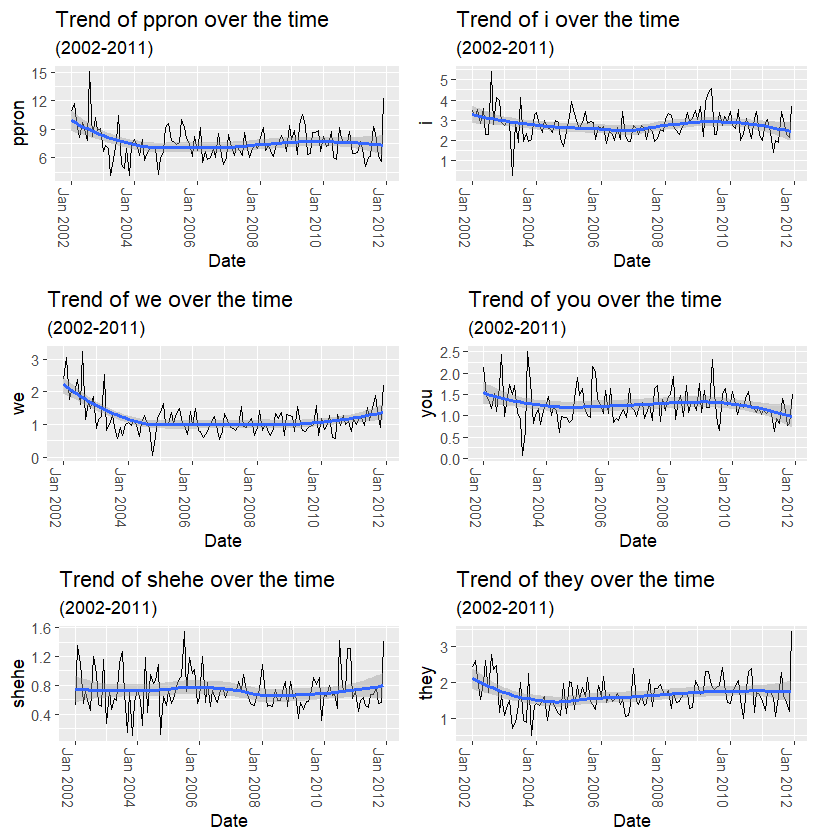 Trend of ppron over the time
(2002-2011)
15
12
9
6
ppron
Jan 2002
Jan 2004
Jan 2006
Jan 2008
Jan 2010
Jan 2012
Date
Trend of i over the time
(2002-2011)
5
4
3
2
1
i
Jan 2002
Jan 2004
Jan 2006
Jan 2008
Jan 2010
Jan 2012
Date
Trend of we over the time
(2002-2011)
3
2
1
0
we
Jan 2002
Jan 2004
Jan 2006
Jan 2008
Jan 2010
Jan 2012
Date
Trend of you over the time
(2002-2011)
2.5
2.0
1.5
1.0
0.5
0.0
you
Jan 2002
Jan 2004
Jan 2006
Jan 2008
Jan 2010
Jan 2012
Date
Trend of shehe over the time
(2002-2011)
1.6
1.2
0.8
0.4
shehe
Jan 2002
Jan 2004
Jan 2006
Jan 2008
Jan 2010
Jan 2012
Date
Trend of they over the time
(2002-2011)
3
2
1
they
Jan 2002
Jan 2004
Jan 2006
Jan 2008
Jan 2010
Jan 2012
Date